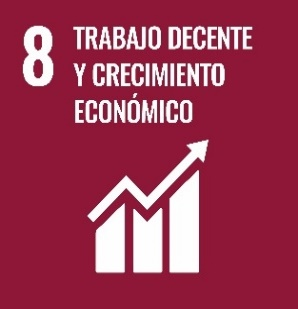 8 TRABAJO DECENTE
Y CRECIMIENTO
ECONÓMICO